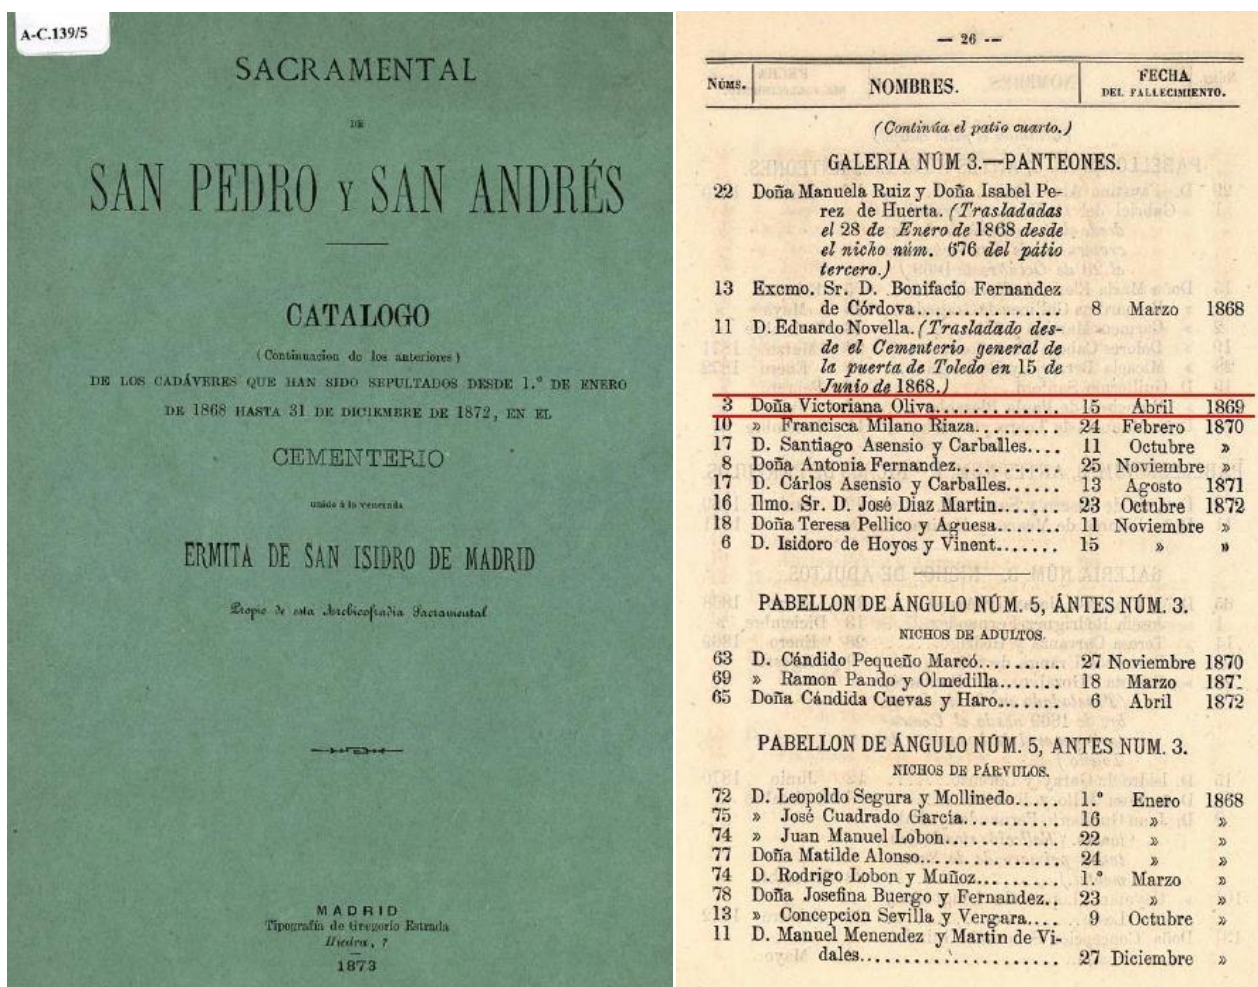 A-C.139/5
SACRAMENTAL
DE
SAN PEDRO Y SAN ANDRÉS
CATALOGO
(Continuacion de los anteriores)
DE LOS CADÁVERES QUE HAN SIDO SEPULTADOS DESDE 1.º DE ENERO
DE 1868 HASTA 31 DE DICIEMBRE DE 1872, EN EL
CEMENTERIO
unido á la venerada
ERMITA DE SAN ISIDRO DE MADRID
Propio de esta Archicofradia Sacramental
MADRID
Tipografía de Gregorio Estrada
Hiedra, 7
1873
— 26 —
NÚMS. NOMBRES. FECHA
DEL FALLECIMIENTO.
(Continúa el patio cuarto.)
GALERIA NÚM 3.—PANTEONES.
22 Doña Manuela Ruiz y Doña Isabel Pe-
rez de Huerta. (Trasladadas
el 28 de Enero de 1868 desde
el nicho núm. 676 del pátio
tercero.)
13 Excmo. Sr. D. Bonifacio Fernandez
de Córdova................ 8 Marzo 1868
11 D. Eduardo Novella. (Trasladado des-
de el Cementerio general de
la puerta de Toledo en 15 de
Junio de 1868.)
3 Doña Victoriana Oliva............. 15 Abril 1869
10 » Francisca Milano Riaza......... 24 Febrero 1870
17 D. Santiago Asensio y Carballes.... 11 Octubre »
8 Doña Antonia Fernandez........... 25 Noviembre »
17 D. Cárlos Asensio y Carballes...... 13 Agosto 1871
16 Ilmo. Sr. D. José Diaz Martin....... 23 Octubre 1872
18 Doña Teresa Pellico y Aguesa....... 11 Noviembre »
6 D. Isidoro de Hoyos y Vinent....... 15 » »
PABELLON DE ÁNGULO NÚM. 5, ÁNTES NÚM. 3.
NICHOS DE ADULTOS.
63 D. Cándido Pequeño Marcó......... 27 Noviembre 1870
69 » Ramon Pando y Olmedilla....... 18 Marzo 187
65 Doña Cándida Cuevas y Haro....... 6 Abril 1872
PABELLON DE ÁNGULO NÚM. 5, ANTES NUM. 3.
NICHOS DE PÁRVULOS.
72 D. Leopoldo Segura y Mollinedo..... 1.º Enero 1868
75 » José Cuadrado García........... 16 » »
74 » Juan Manuel Lobon............. 22 » »
77 Doña Matilde Alonso............... 24 » »
74 D. Rodrigo Lobon y Muñoz......... 1.º Marzo »
78 Doña Josefina Buergo y Fernandez.. 23 » »
13 » Concepcion Sevilla y Vergara.... 9 Octubre »
11 D. Manuel Menendez y Martin de Vi-
dales..................... 27 Diciembre »